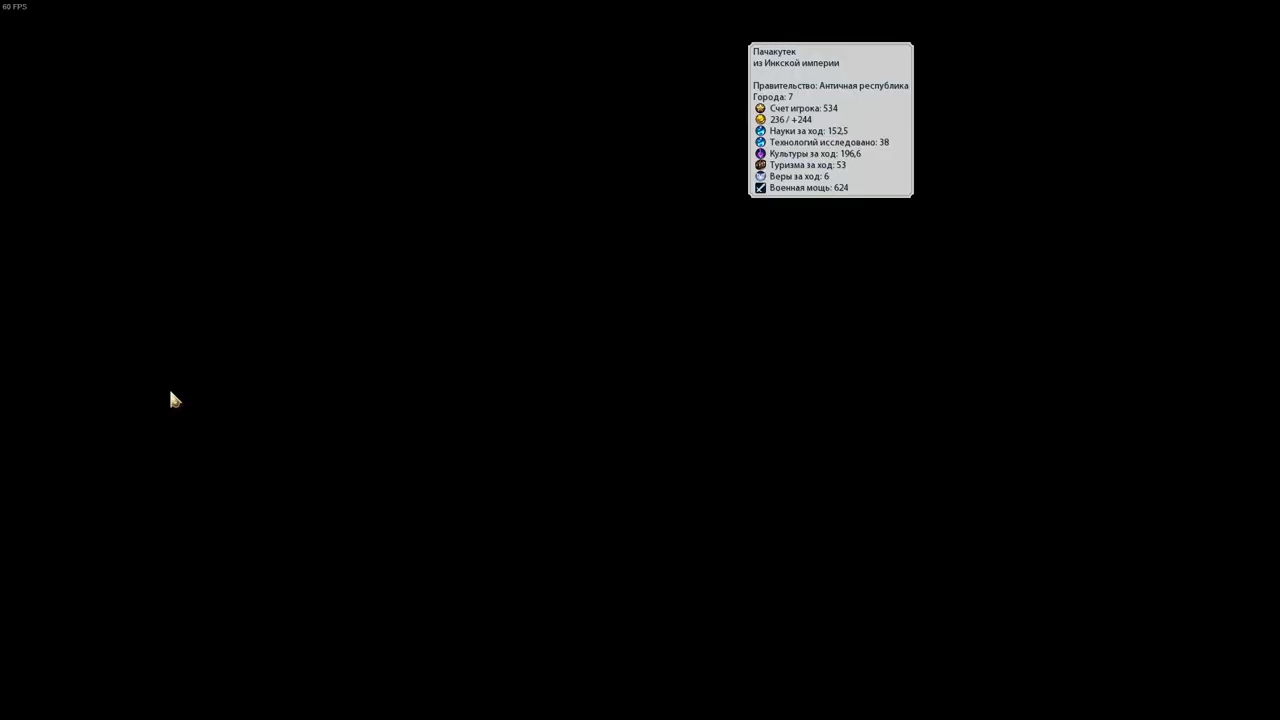 60 FPS
Пачакутек
из Инкской империи
Правительство: Античная республика
Города: 7
Счет игрока: 534
236 / +244
Науки за ход: 152,5
Технологий исследовано: 38
Культуры за ход: 196,6
Туризма за ход: 53
Веры за ход: 6
Военная мощь: 624